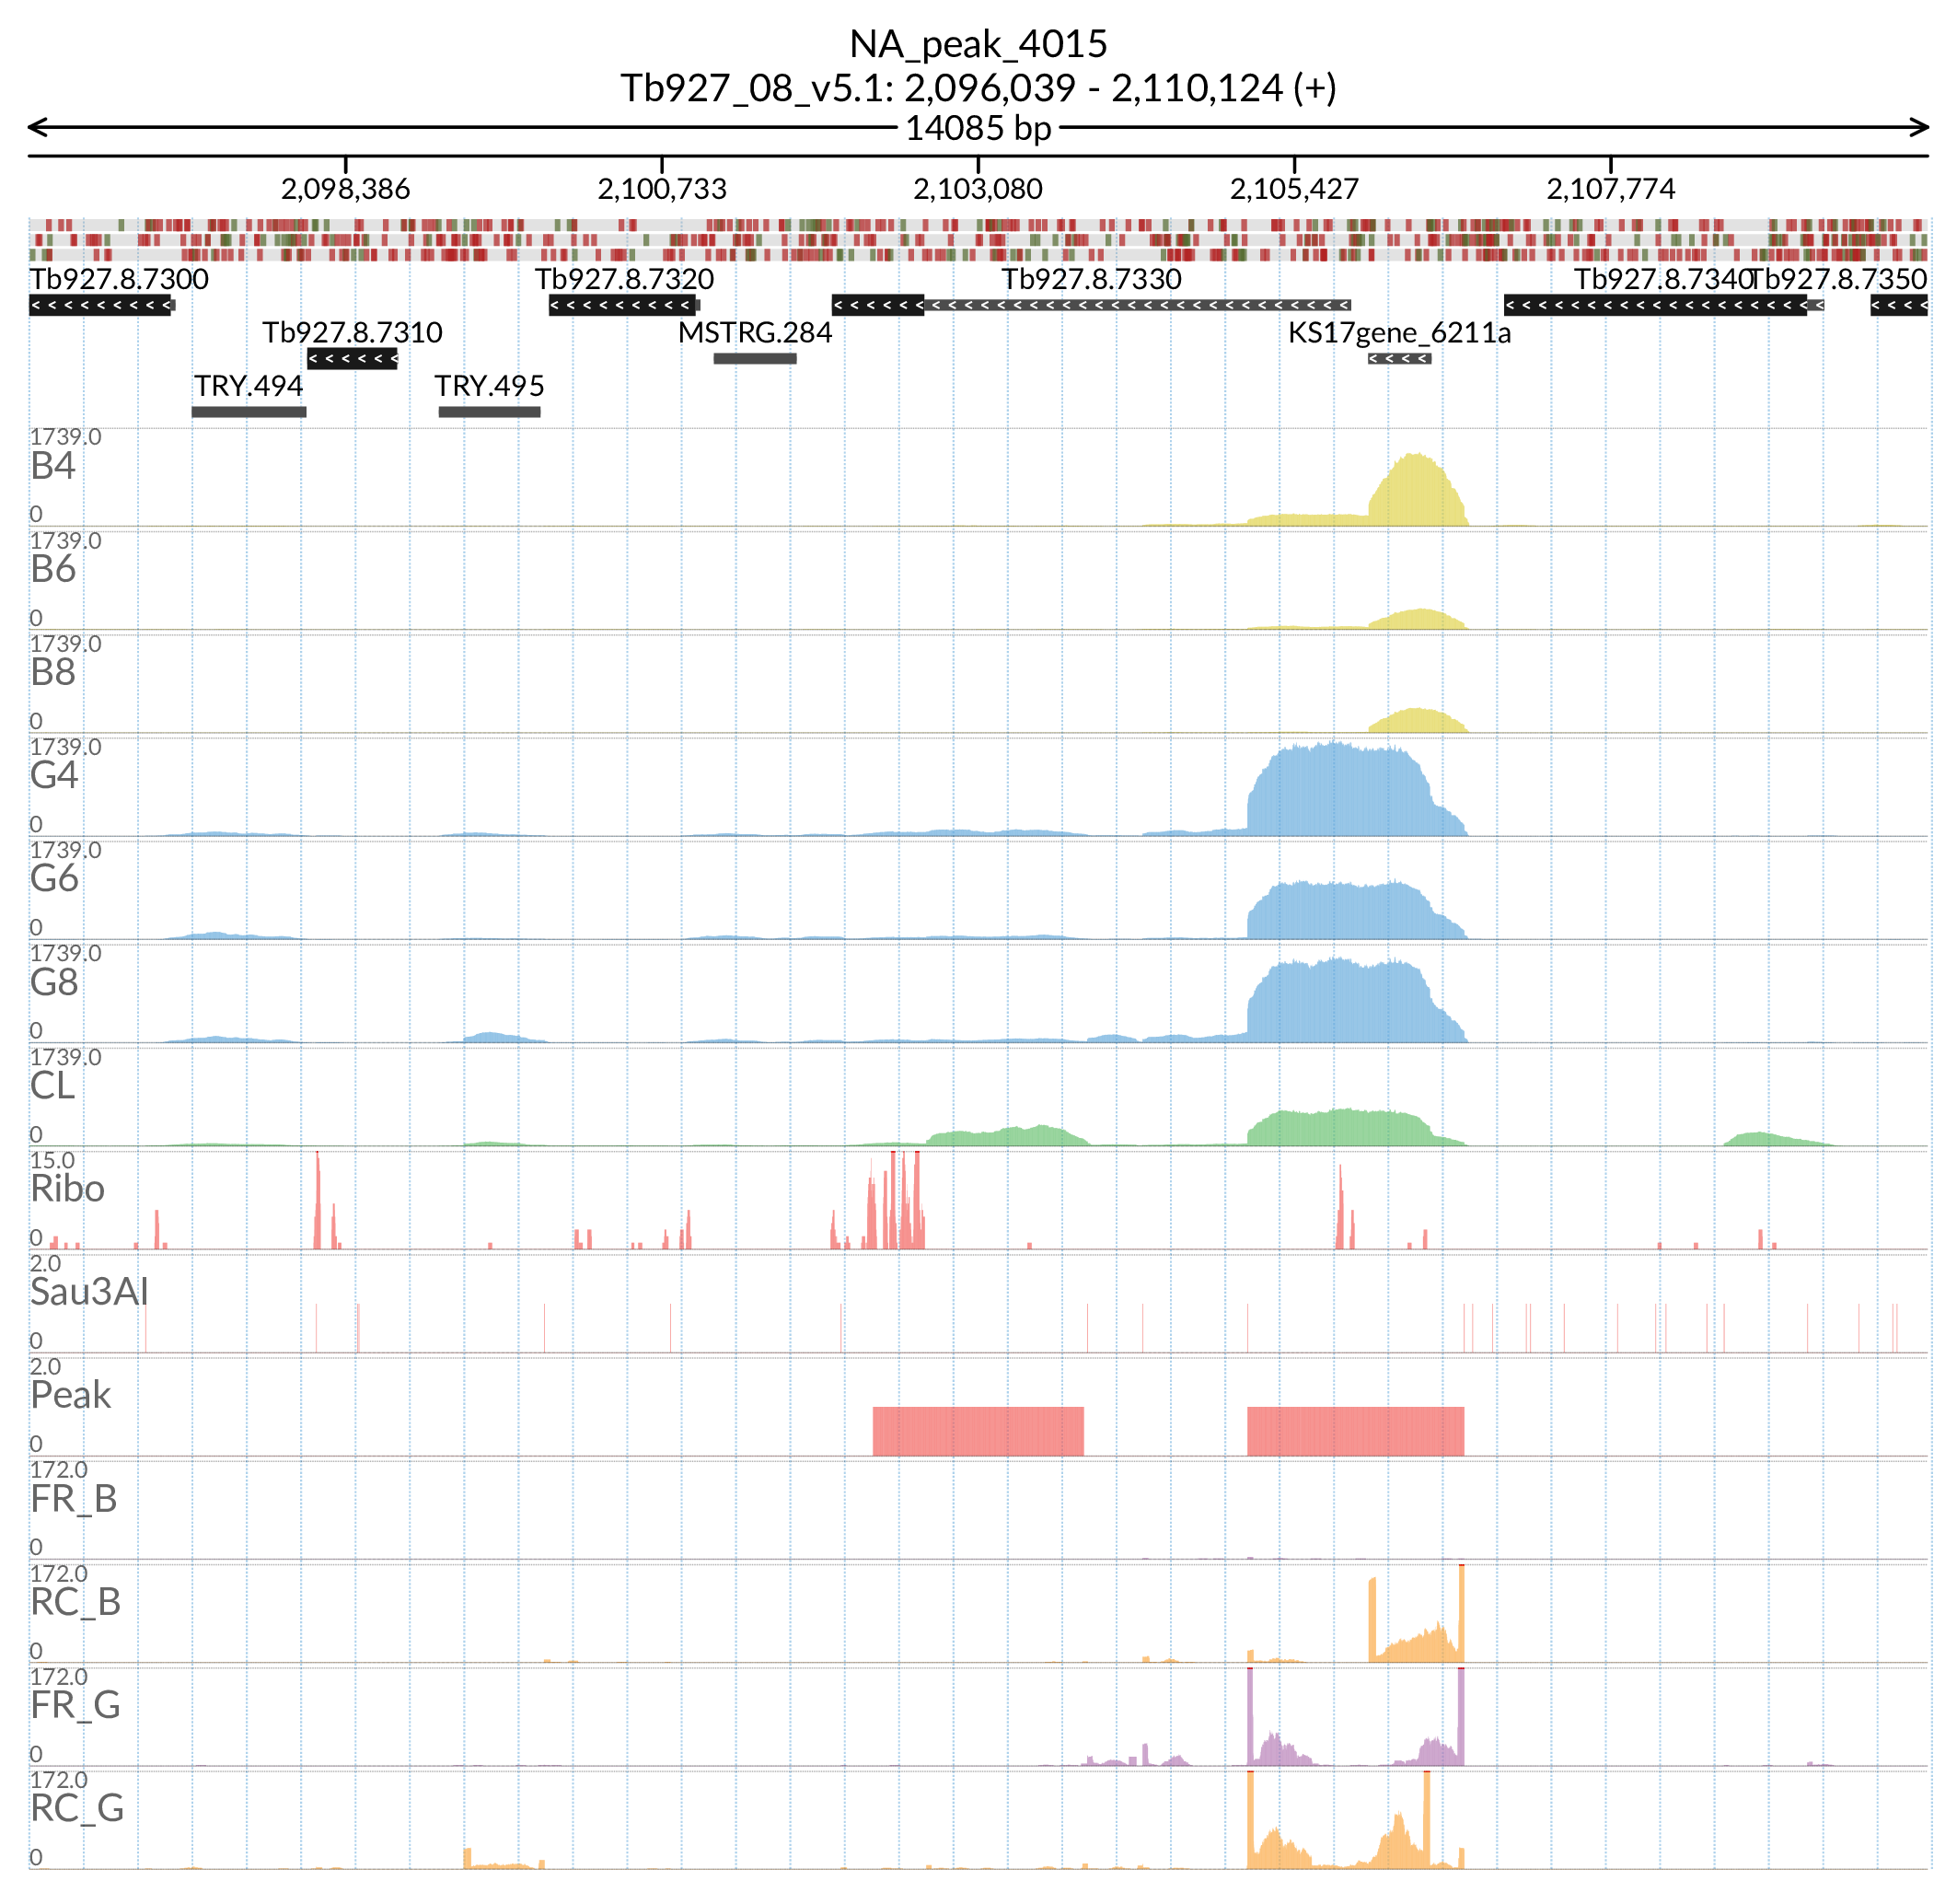 NA_peak_4015
Tb927_08_v5.1: 2,096,039 - 2,110,124 (+)
14085 bp
2,098,386 2,100,733 2,103,080 2,105,427 2,107,774
Tb927.8.7300 Tb927.8.7320 Tb927.8.7330 Tb927.8.7340 Tb927.8.7350
Tb927.8.7310 MSTRG.284 KS17gene_6211a
TRY.494 TRY.495
1739.0
B4
0
1739.0
B6
0
1739.0
B8
0
1739.0
G4
0
1739.0
G6
0
1739.0
G8
0
1739.0
CL
0
15.0
Ribo
0
2.0
Sau3AI
0
2.0
Peak
0
172.0
FR_B
0
172.0
RC_B
0
172.0
FR_G
0
172.0
RC_G
0